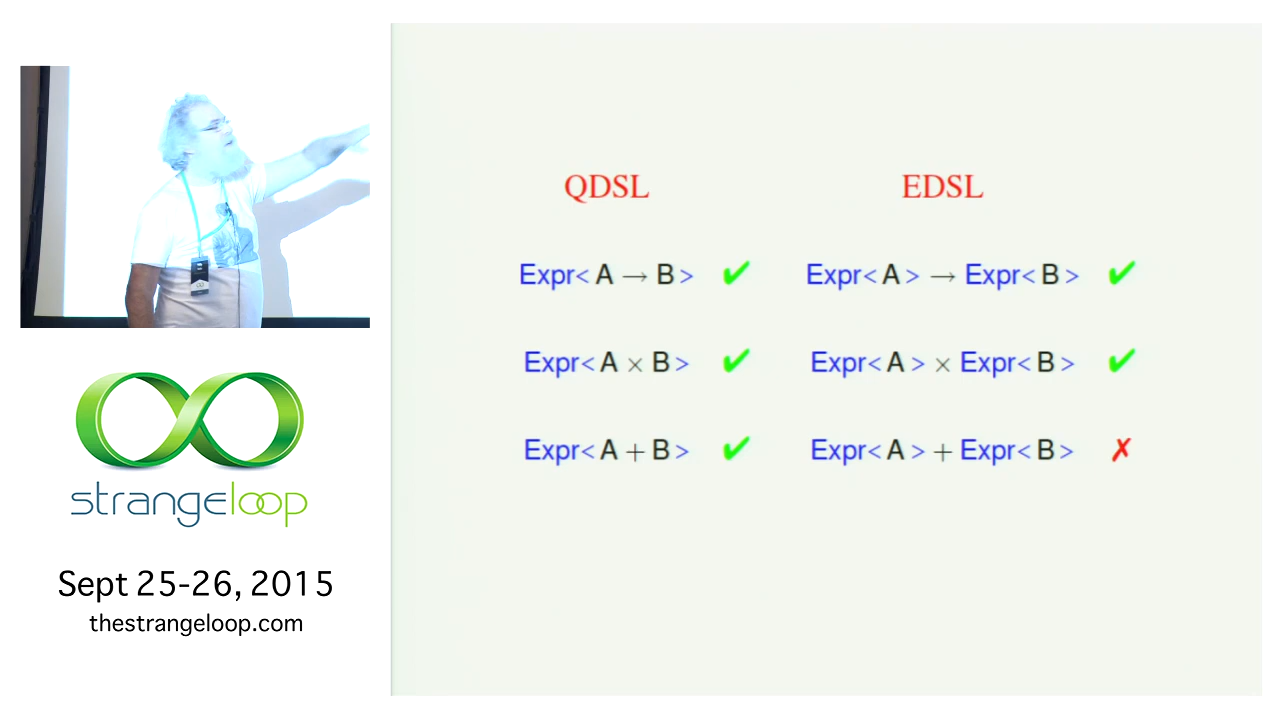 strangeloop
Sept 25-26, 2015
thestrangeloop.com
QDSL EDSL
Expr< A → B > ✔ Expr< A > → Expr< B > ✔
Expr< A × B > ✔ Expr< A > × Expr< B > ✔
Expr< A + B > ✔ Expr< A > + Expr< B > ✗